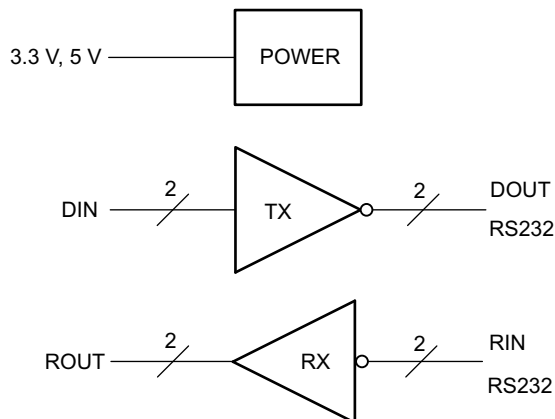 3.3 V, 5 V
POWER
2
2
DIN
TX
DOUT
RS232
2
2
ROUT
RX
RIN
RS232